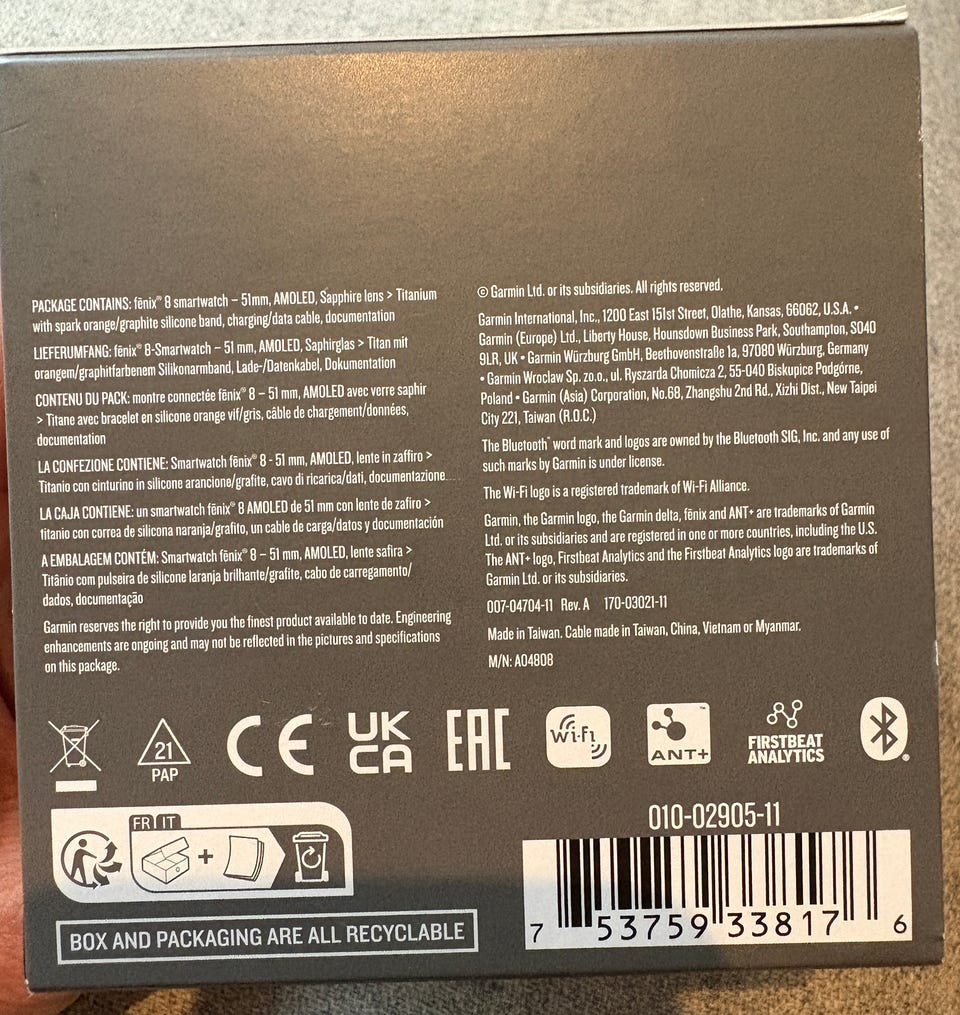 PACKAGE CONTAINS: fēnix® 8 smartwatch – 51mm, AMOLED, Sapphire lens > Titanium
with spark orange/graphite silicone band, charging/data cable, documentation
LIEFERUMFANG: fēnix® 8-Smartwatch – 51 mm, AMOLED, Saphirglas > Titan mit
orangem/graphitfarbenem Silikonarmband, Lade-/Datenkabel, Dokumentation
CONTENU DU PACK: montre connectée fēnix® 8 – 51 mm, AMOLED avec verre saphir
> Titane avec bracelet en silicone orange vif/gris, câble de chargement/données,
documentation
LA CONFEZIONE CONTIENE: Smartwatch fēnix® 8 - 51 mm, AMOLED, lente in zaffiro >
Titanio con cinturino in silicone arancione/grafite, cavo di ricarica/dati, documentazione
LA CAJA CONTIENE: un smartwatch fēnix® 8 AMOLED de 51 mm con lente de zafiro >
titanio con correa de silicona naranja/grafito, un cable de carga/datos y documentación
A EMBALAGEM CONTÉM: Smartwatch fēnix® 8 – 51 mm, AMOLED, lente safira >
Titânio com pulseira de silicone laranja brilhante/grafite, cabo de carregamento/
dados, documentação
Garmin reserves the right to provide you the finest product available to date. Engineering
enhancements are ongoing and may not be reflected in the pictures and specifications
on this package.
© Garmin Ltd. or its subsidiaries. All rights reserved.
Garmin International, Inc., 1200 East 151st Street, Olathe, Kansas, 66062, U.S.A. •
Garmin (Europe) Ltd., Liberty House, Hounsdown Business Park, Southampton, SO40
9LR, UK • Garmin Würzburg GmbH, Beethovenstraße 1a, 97080 Würzburg, Germany
• Garmin Wroclaw Sp. zo.o., ul. Ryszarda Chomicza 2, 55-040 Biskupice Podgórne,
Poland • Garmin (Asia) Corporation, No.68, Zhangshu 2nd Rd., Xizhi Dist., New Taipei
City 221, Taiwan (R.O.C.)
The Bluetooth® word mark and logos are owned by the Bluetooth SIG, Inc. and any use of
such marks by Garmin is under license.
The Wi-Fi logo is a registered trademark of Wi-Fi Alliance.
Garmin, the Garmin logo, the Garmin delta, fēnix and ANT+ are trademarks of Garmin
Ltd. or its subsidiaries and are registered in one or more countries, including the U.S.
The ANT+ logo, Firstbeat Analytics and the Firstbeat Analytics logo are trademarks of
Garmin Ltd. or its subsidiaries.
007-04704-11 Rev. A 170-03021-11
Made in Taiwan. Cable made in Taiwan, China, Vietnam or Myanmar.
M/N: A04808
21
PAP
CE
UK
CA
EAC
Wi-Fi
ANT+
FIRSTBEAT
ANALYTICS
FR IT
+
BOX AND PACKAGING ARE ALL RECYCLABLE
010-02905-11
7 53759 33817 6